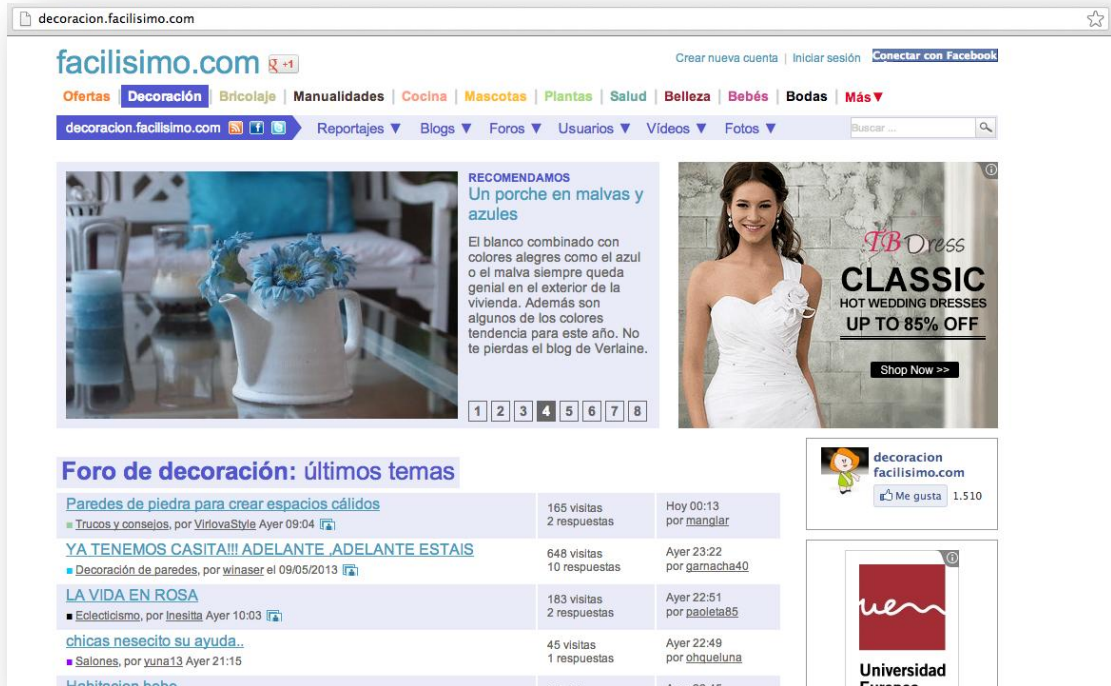 decoracion.facilisimo.com
facilisimo.com g +1
Crear nueva cuenta | Iniciar sesión Conectar con Facebook
Ofertas | Decoración | Bricolaje | Manualidades | Cocina | Mascotas | Plantas | Salud | Belleza | Bebés | Bodas | Más▼
decoracion.facilisimo.com Reportajes ▼ Blogs ▼ Foros ▼ Usuarios ▼ Vídeos ▼ Fotos ▼ Buscar ...
RECOMENDAMOS
Un porche en malvas y
azules
El blanco combinado con
colores alegres como el azul
o el malva siempre queda
genial en el exterior de la
vivienda. Además son
algunos de los colores
tendencia para este año. No
te pierdas el blog de Verlaine.
1 2 3 4 5 6 7 8
TBDress
CLASSIC
HOT WEDDING DRESSES
UP TO 85% OFF
Shop Now >>
decoracion
facilisimo.com
Me gusta 1.510
Foro de decoración: últimos temas
Paredes de piedra para crear espacios cálidos
Trucos y consejos, por VirlovaStyle Ayer 09:04
165 visitas
2 respuestas
Hoy 00:13
por manglar
YA TENEMOS CASITA!!! ADELANTE ,ADELANTE ESTAIS
Decoración de paredes, por winaser el 09/05/2013
648 visitas
10 respuestas
Ayer 23:22
por garnacha40
LA VIDA EN ROSA
Eclecticismo, por Inesitta Ayer 10:03
183 visitas
2 respuestas
Ayer 22:51
por paoleta85
chicas nesecito su ayuda..
Salones, por yuna13 Ayer 21:15
45 visitas
1 respuestas
Ayer 22:49
por ohqueluna
Habitacion bebe
uem
Universidad
Europea